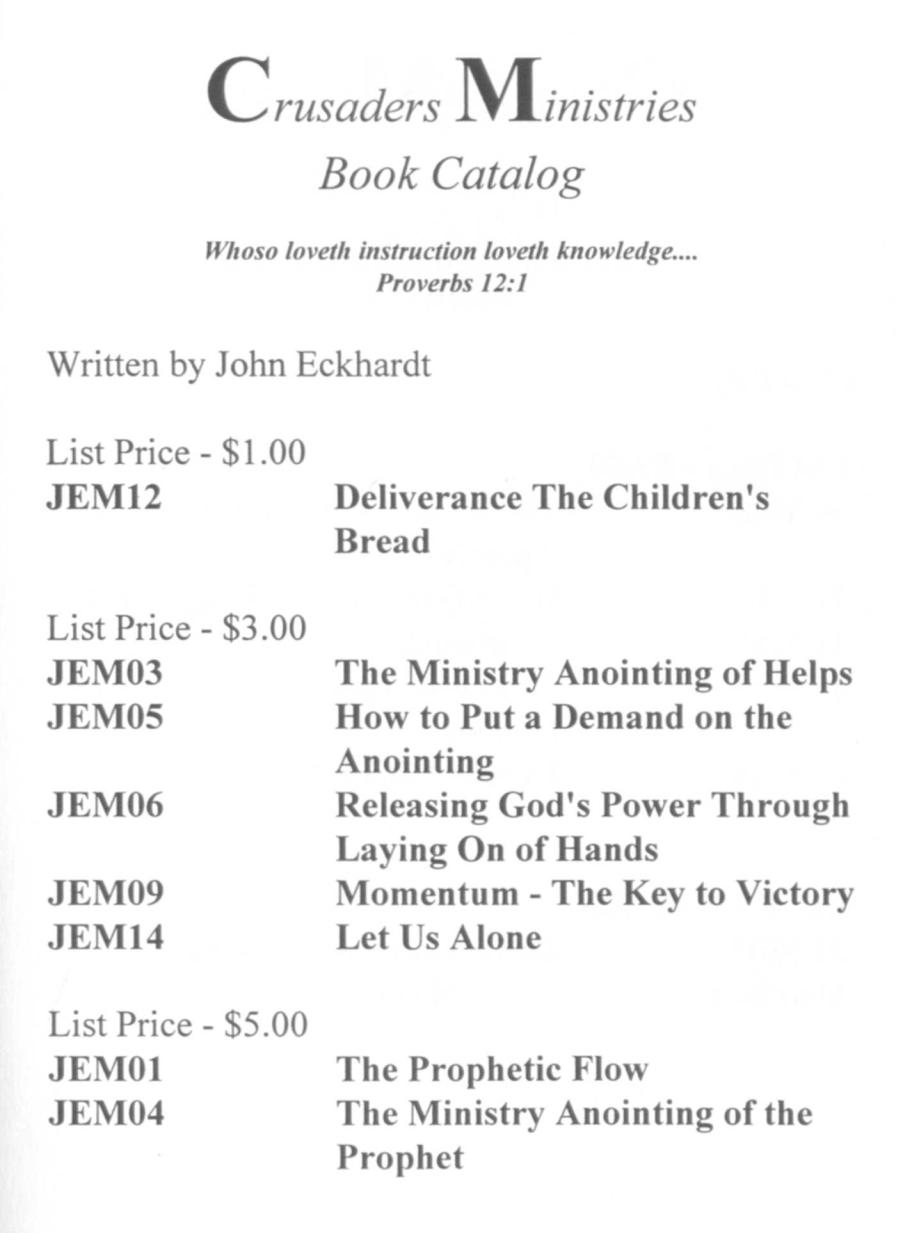 Crusaders Ministries
Book Catalog
Whoso loveth instruction loveth knowledge....
Proverbs 12:1
Written by John Eckhardt
List Price - $1.00
JEM12 Deliverance The Children's
Bread
List Price - $3.00
JEM03 The Ministry Anointing of Helps
JEM05 How to Put a Demand on the
Anointing
JEM06 Releasing God's Power Through
Laying On of Hands
JEM09 Momentum - The Key to Victory
JEM14 Let Us Alone
List Price - $5.00
JEM01 The Prophetic Flow
JEM04 The Ministry Anointing of the
Prophet